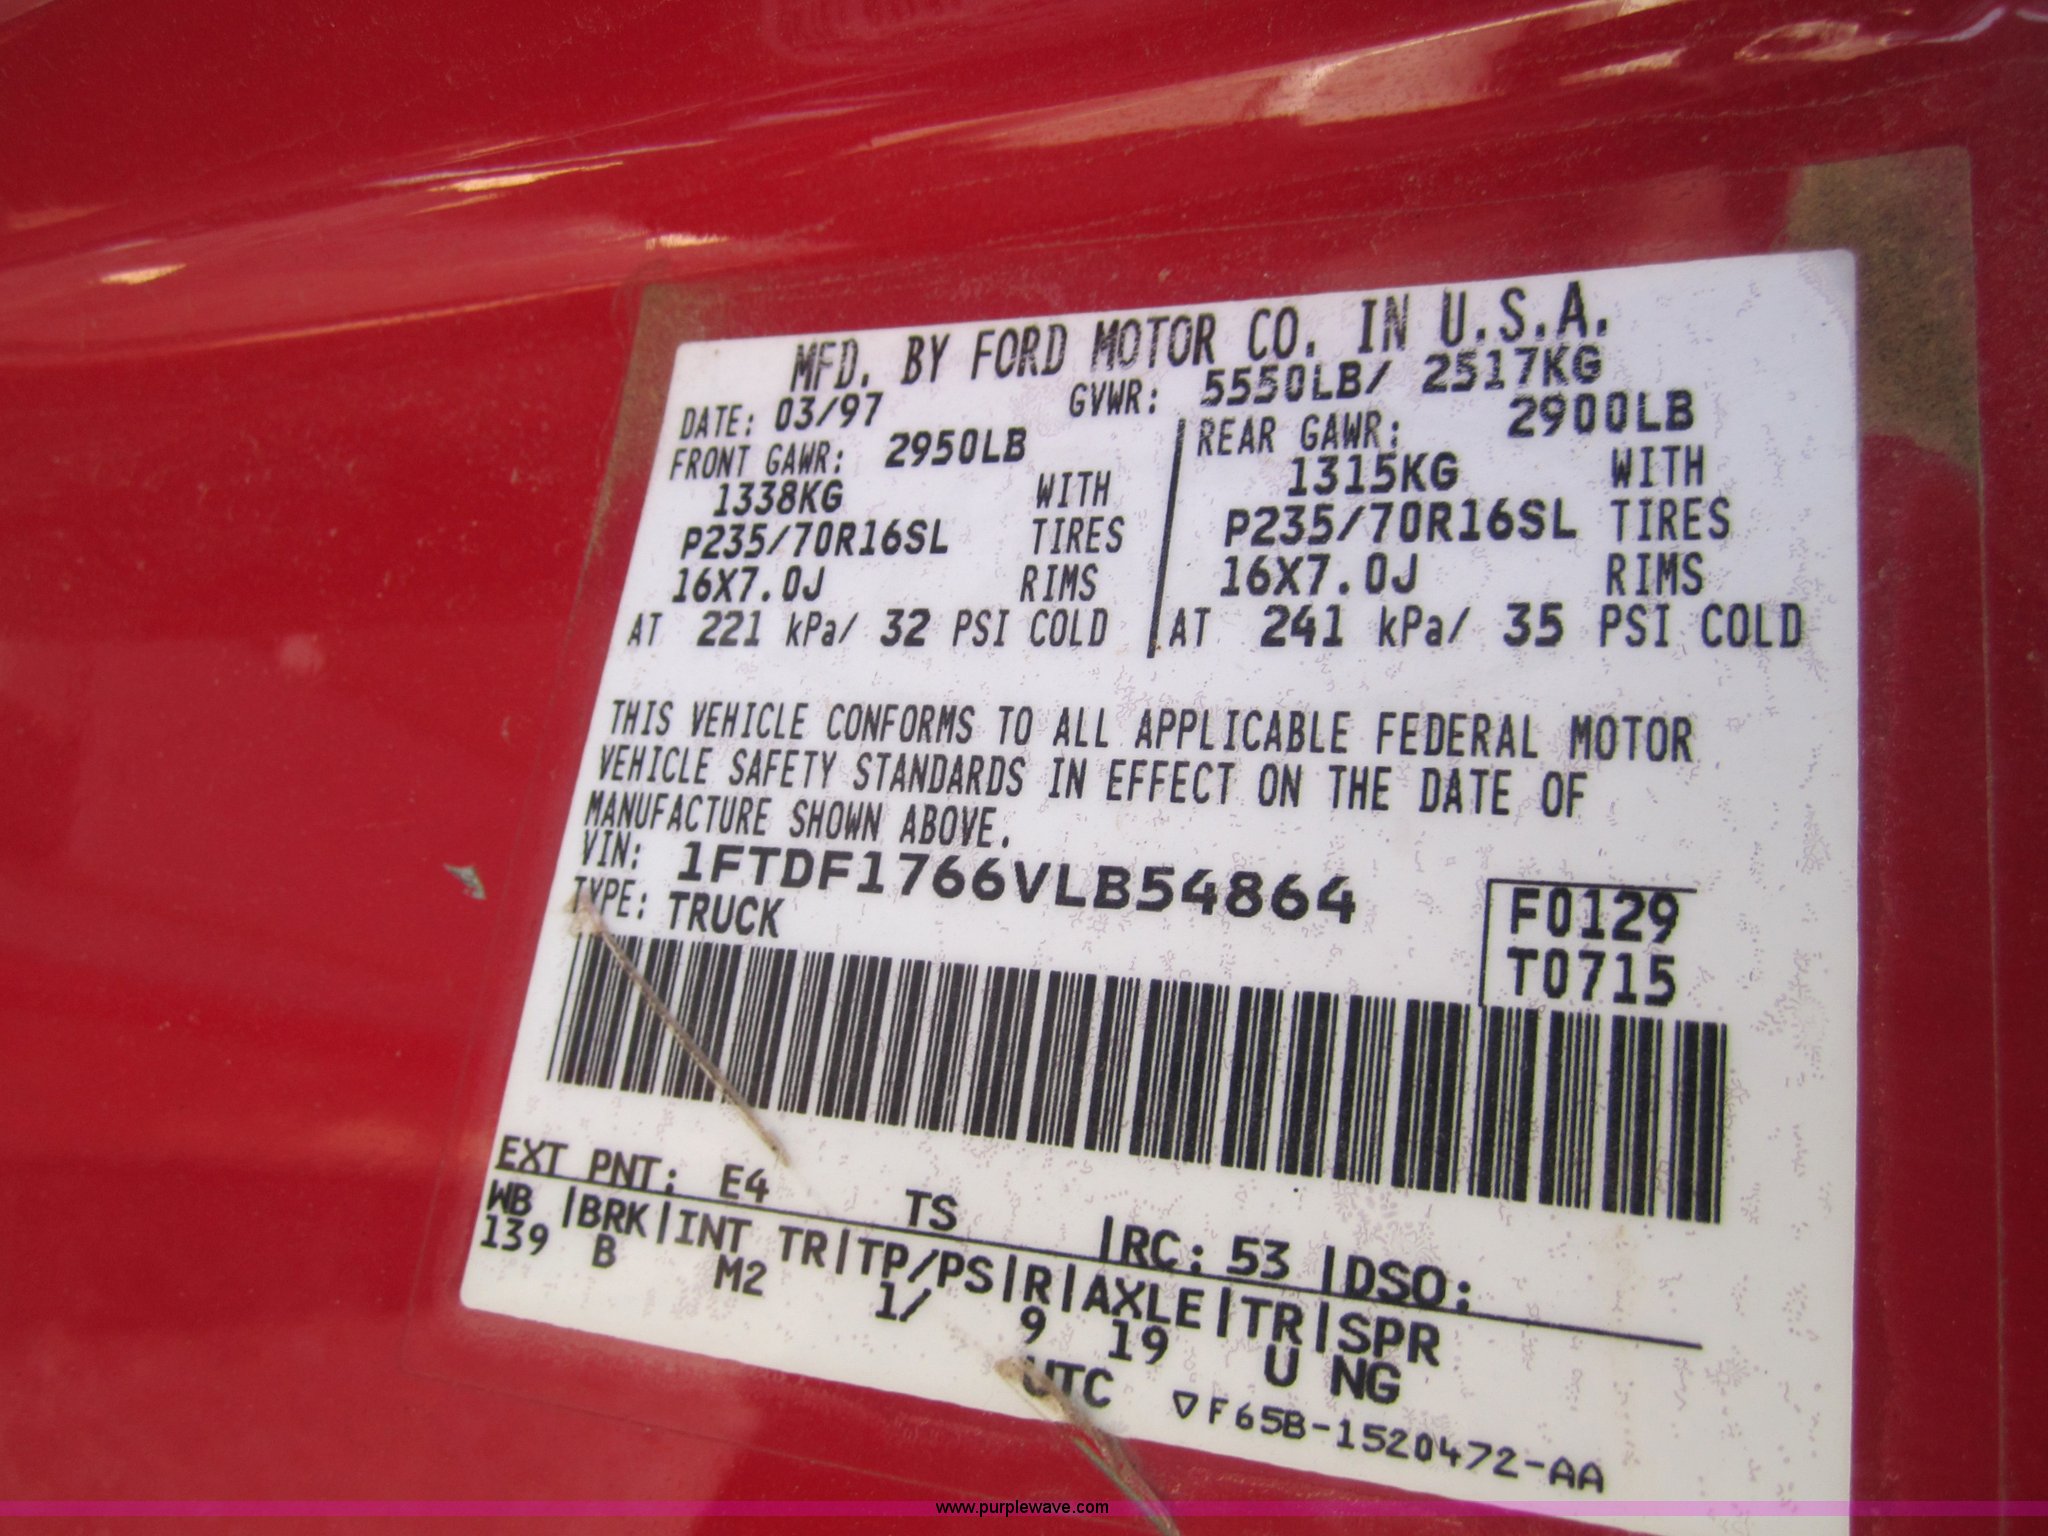 MFD. BY FORD MOTOR CO. IN U.S.A.
DATE: 03/97 GVWR: 5550LB/ 2517KG
FRONT GAWR: 2950LB REAR GAWR: 2900LB
1338KG WITH 1315KG WITH
P235/70R16SL TIRES P235/70R16SL TIRES
16X7.0J RIMS 16X7.0J RIMS
AT 221 kPa/ 32 PSI COLD AT 241 kPa/ 35 PSI COLD
THIS VEHICLE CONFORMS TO ALL APPLICABLE FEDERAL MOTOR
VEHICLE SAFETY STANDARDS IN EFFECT ON THE DATE OF
MANUFACTURE SHOWN ABOVE.
VIN: 1FTDF1766VLB54864
TYPE: TRUCK
F0129
T0715
EXT PNT: E4 TS |RC: 53 |DSO:
WB |BRK|INT TR|TP/PS|R|AXLE|TR|SPR
139 B M2 1/ 9 19 U NG
UTC ▽F65B-1520472-AA
www.purplewave.com